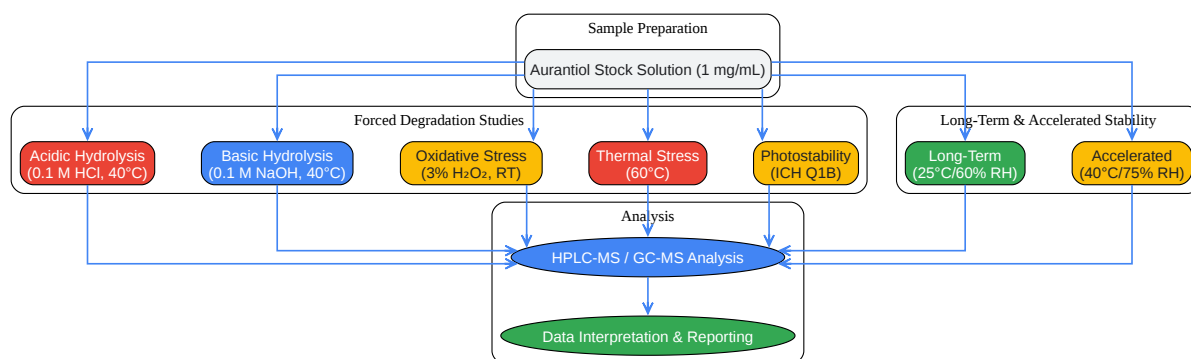 Sample Preparation
Aurantiol Stock Solution (1 mg/mL)
Forced Degradation Studies
Long-Term & Accelerated Stability
Acidic Hydrolysis
(0.1 M HCl, 40°C)
Basic Hydrolysis
(0.1 M NaOH, 40°C)
Oxidative Stress
(3% H₂O₂, RT)
Thermal Stress
(60°C)
Photostability
(ICH Q1B)
Long-Term
(25°C/60% RH)
Accelerated
(40°C/75% RH)
Analysis
HPLC-MS / GC-MS Analysis
Data Interpretation & Reporting